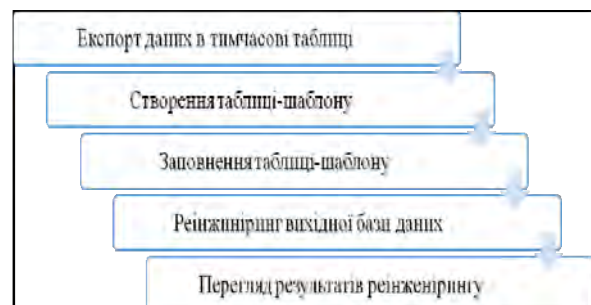 Експорт даних в тимчасові таблиці
Створення таблиці-шаблону
Заповнення таблиці-шаблону
Реінжиніринг вихідної бази даних
Перегляд результатів реінженірингу